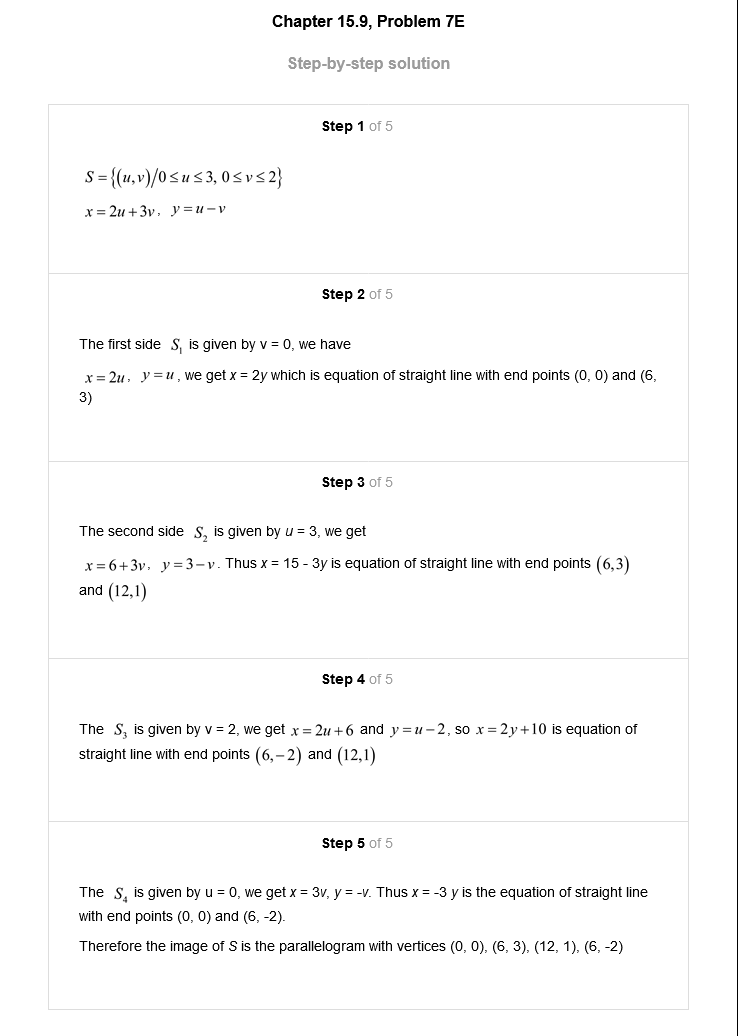 Chapter 15.9, Problem 7E
Step-by-step solution
Step 1 of 5
S = {(u,v)/0 ≤ u ≤ 3, 0 ≤ v ≤ 2}
x = 2u + 3v, y = u − v
Step 2 of 5
The first side S₁ is given by v = 0, we have
x = 2u, y = u, we get x = 2y which is equation of straight line with end points (0, 0) and (6,
3)
Step 3 of 5
The second side S₂ is given by u = 3, we get
x = 6 + 3v, y = 3 − v. Thus x = 15 - 3y is equation of straight line with end points (6,3)
and (12,1)
Step 4 of 5
The S₃ is given by v = 2, we get x = 2u + 6 and y = u − 2, so x = 2y + 10 is equation of
straight line with end points (6,−2) and (12,1)
Step 5 of 5
The S₄ is given by u = 0, we get x = 3v, y = -v. Thus x = -3 y is the equation of straight line
with end points (0, 0) and (6, -2).
Therefore the image of S is the parallelogram with vertices (0, 0), (6, 3), (12, 1), (6, -2)